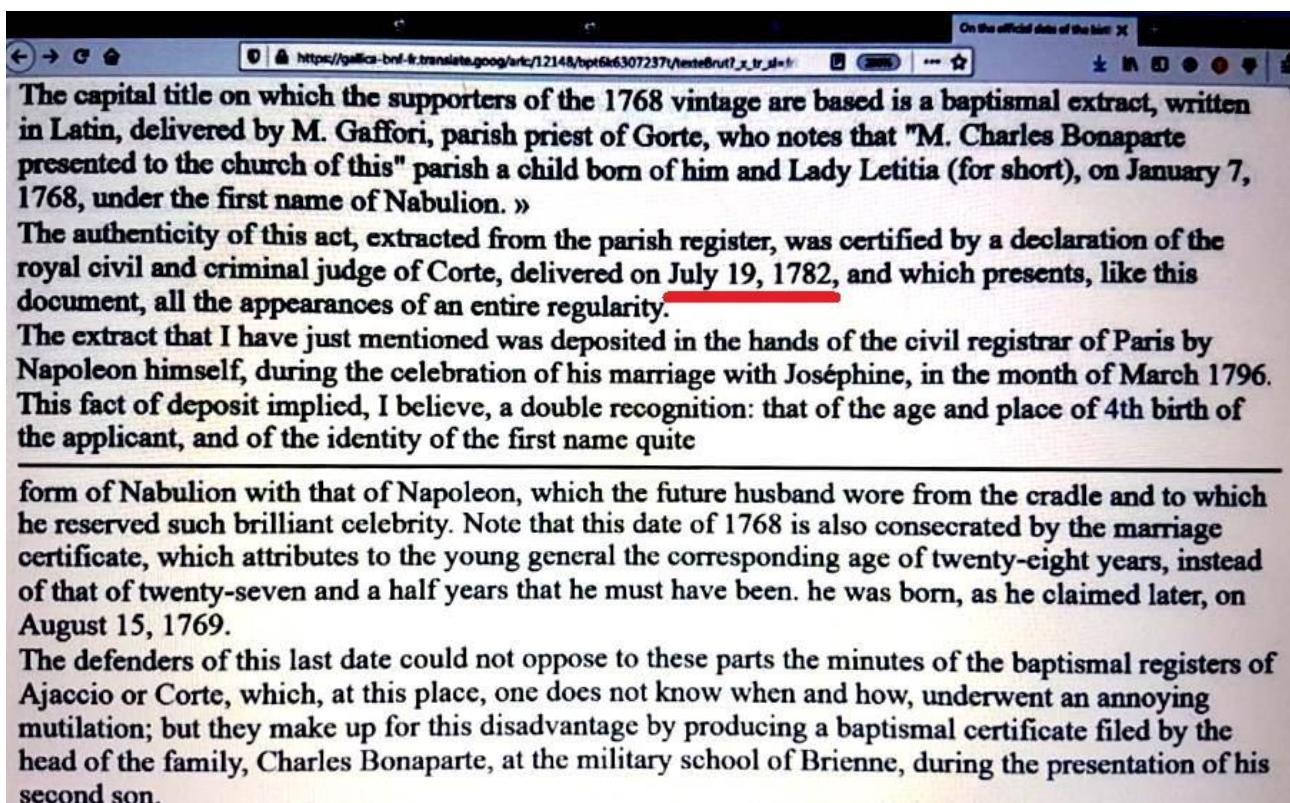 On the official date of the birt
https://gallica-bnf-fr.translate.goog/ark:/12148/bpt6k6307237t/texteBrut?_x_tr_sl=fr
The capital title on which the supporters of the 1768 vintage are based is a baptismal extract, written
in Latin, delivered by M. Gaffori, parish priest of Gorte, who notes that "M. Charles Bonaparte
presented to the church of this" parish a child born of him and Lady Letitia (for short), on January 7,
1768, under the first name of Nabulion. »
The authenticity of this act, extracted from the parish register, was certified by a declaration of the
royal civil and criminal judge of Corte, delivered on July 19, 1782, and which presents, like this
document, all the appearances of an entire regularity.
The extract that I have just mentioned was deposited in the hands of the civil registrar of Paris by
Napoleon himself, during the celebration of his marriage with Joséphine, in the month of March 1796.
This fact of deposit implied, I believe, a double recognition: that of the age and place of 4th birth of
the applicant, and of the identity of the first name quite
form of Nabulion with that of Napoleon, which the future husband wore from the cradle and to which
he reserved such brilliant celebrity. Note that this date of 1768 is also consecrated by the marriage
certificate, which attributes to the young general the corresponding age of twenty-eight years, instead
of that of twenty-seven and a half years that he must have been. he was born, as he claimed later, on
August 15, 1769.
The defenders of this last date could not oppose to these parts the minutes of the baptismal registers of
Ajaccio or Corte, which, at this place, one does not know when and how, underwent an annoying
mutilation; but they make up for this disadvantage by producing a baptismal certificate filed by the
head of the family, Charles Bonaparte, at the military school of Brienne, during the presentation of his
second son.